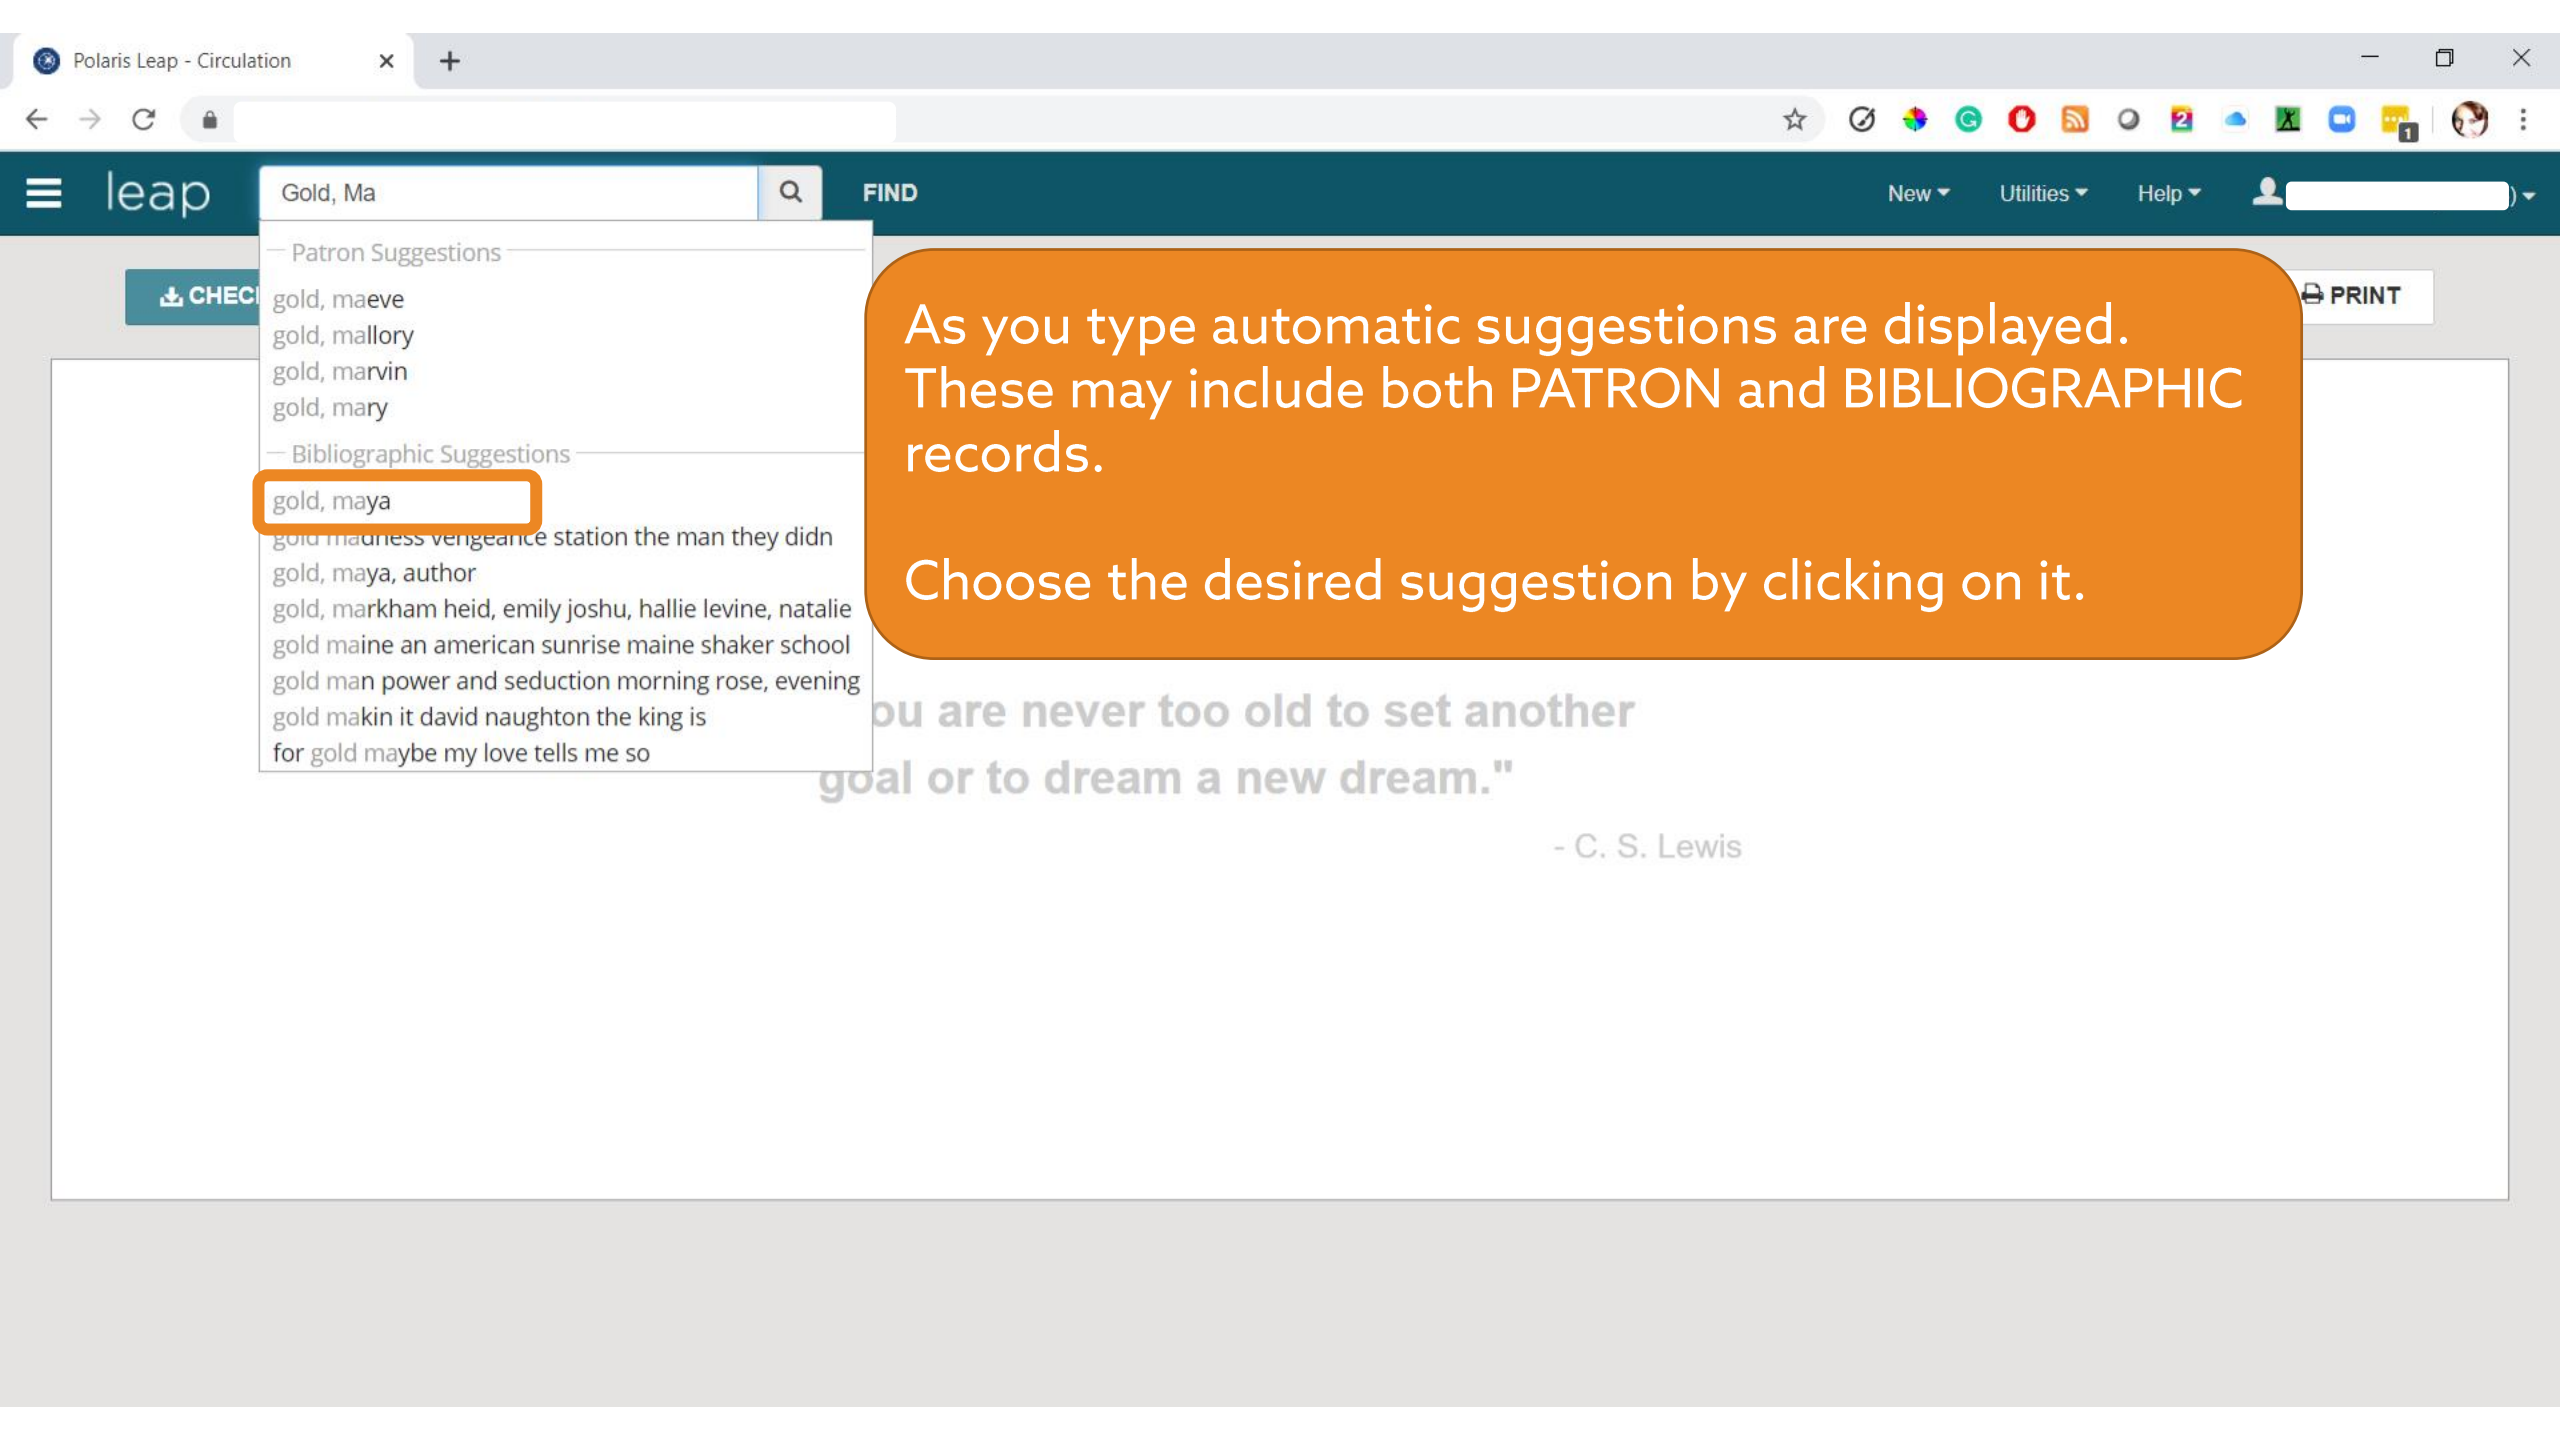 Polaris Leap - Circulation
leap
Gold, Ma
FIND
New
Utilities
Help
)
Patron Suggestions
gold, maeve
gold, mallory
gold, marvin
gold, mary
Bibliographic Suggestions
gold, maya
gold madness vengeance station the man they didn
gold, maya, author
gold, markham heid, emily joshu, hallie levine, natalie
gold maine an american sunrise maine shaker school
gold man power and seduction morning rose, evening
gold makin it david naughton the king is
for gold maybe my love tells me so
CHEC
PRINT
As you type automatic suggestions are displayed.
These may include both PATRON and BIBLIOGRAPHIC
records.
Choose the desired suggestion by clicking on it.
ou are never too old to set another
goal or to dream a new dream."
- C. S. Lewis
2
1